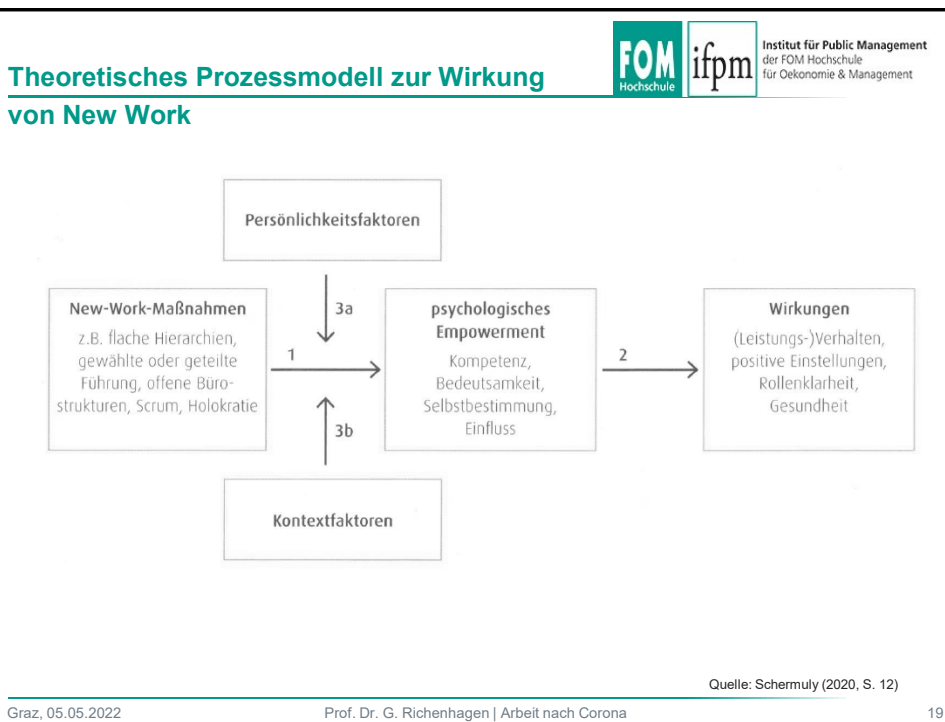 Theoretisches Prozessmodell zur Wirkung
von New Work
FOM
Hochschule
ifpm
Institut für Public Management
der FOM Hochschule
für Oekonomie & Management
Persönlichkeitsfaktoren
3a
New-Work-Maßnahmen
z.B. flache Hierarchien,
gewählte oder geteilte
Führung, offene Büro-
strukturen, Scrum, Holokratie
1
psychologisches
Empowerment
Kompetenz,
Bedeutsamkeit,
Selbstbestimmung,
Einfluss
2
Wirkungen
(Leistungs-)Verhalten,
positive Einstellungen,
Rollenklarheit,
Gesundheit
3b
Kontextfaktoren
Quelle: Schermuly (2020, S. 12)
Graz, 05.05.2022
Prof. Dr. G. Richenhagen | Arbeit nach Corona
19